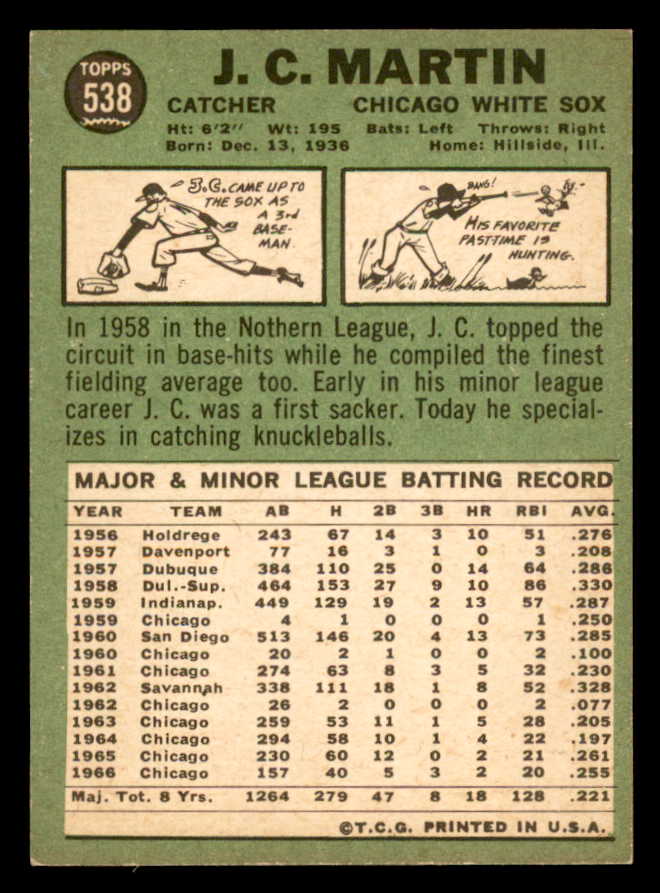 TOPPS
538
J. C. MARTIN
CATCHER CHICAGO WHITE SOX
Ht: 6'2" Wt: 195 Bats: Left Throws: Right
Born: Dec. 13, 1936 Home: Hillside, Ill.
J.C. CAME UP TO
THE SOX AS
A 3rd
BASE-
MAN.
BANG!
HIS FAVORITE
PAST-TIME IS
HUNTING.
In 1958 in the Nothern League, J. C. topped the
circuit in base-hits while he compiled the finest
fielding average too. Early in his minor league
career J. C. was a first sacker. Today he special-
izes in catching knuckleballs.
MAJOR & MINOR LEAGUE BATTING RECORD
YEAR TEAM AB H 2B 3B HR RBI AVG.
1956 Holdrege 243 67 14 3 10 51 .276
1957 Davenport 77 16 3 1 0 3 .208
1957 Dubuque 384 110 25 0 14 64 .286
1958 Dul.-Sup. 464 153 27 9 10 86 .330
1959 Indianap. 449 129 19 2 13 57 .287
1959 Chicago 4 1 0 0 0 1 .250
1960 San Diego 513 146 20 4 13 73 .285
1960 Chicago 20 2 1 0 0 2 .100
1961 Chicago 274 63 8 3 5 32 .230
1962 Savannah 338 111 18 1 8 52 .328
1962 Chicago 26 2 0 0 0 2 .077
1963 Chicago 259 53 11 1 5 28 .205
1964 Chicago 294 58 10 1 4 22 .197
1965 Chicago 230 60 12 0 2 21 .261
1966 Chicago 157 40 5 3 2 20 .255
Maj. Tot. 8 Yrs. 1264 279 47 8 18 128 .221
©T.C.G. PRINTED IN U.S.A.